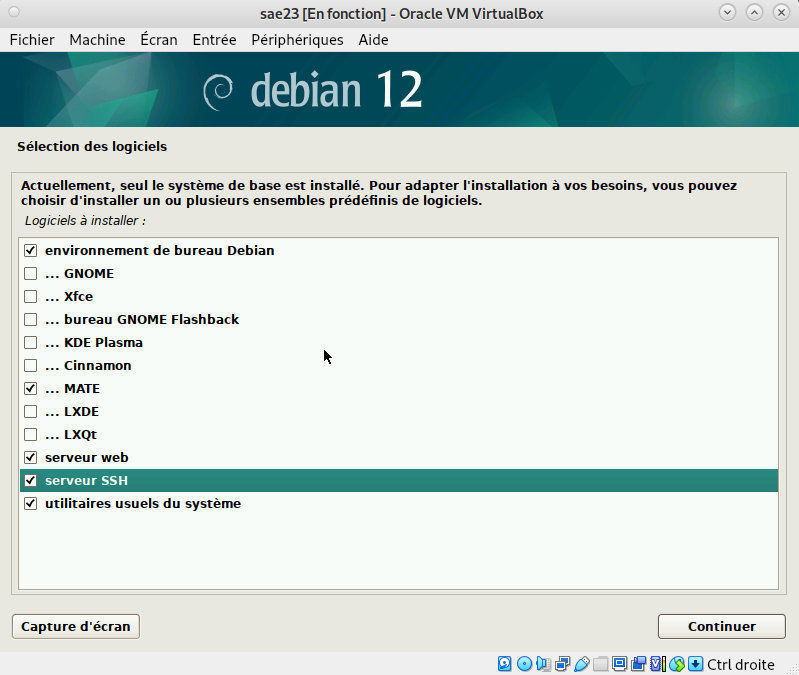 sae23 [En fonction] - Oracle VM VirtualBox
Fichier Machine Écran Entrée Périphériques Aide
debian 12
Sélection des logiciels
Actuellement, seul le système de base est installé. Pour adapter l'installation à vos besoins, vous pouvez
choisir d'installer un ou plusieurs ensembles prédéfinis de logiciels.
Logiciels à installer :
environnement de bureau Debian
... GNOME
... Xfce
... bureau GNOME Flashback
... KDE Plasma
... Cinnamon
... MATE
... LXDE
... LXQt
serveur web
serveur SSH
utilitaires usuels du système
Capture d'écran
Continuer
Ctrl droite